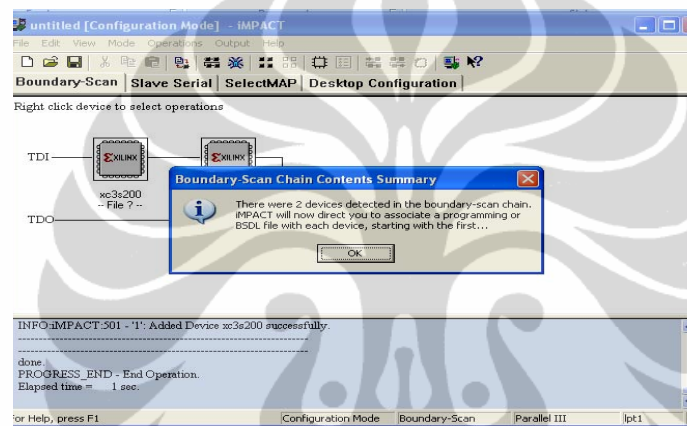 untitled [Configuration Mode] - iMPACT
File Edit View Mode Operations Output Help
Boundary-Scan Slave Serial SelectMAP Desktop Configuration
Right click device to select operations
TDI
XILINX
XILINX
xc3s200
-- File ? --
TDO
Boundary-Scan Chain Contents Summary
There were 2 devices detected in the boundary-scan chain.
iMPACT will now direct you to associate a programming or
BSDL file with each device, starting with the first...
OK
INFO:iMPACT:501 - '1': Added Device xc3s200 successfully.
----------------------------------------------------------------------
----------------------------------------------------------------------
done.
PROGRESS_END - End Operation.
Elapsed time = 1 sec.
For Help, press F1
Configuration Mode Boundary-Scan Parallel III lpt1